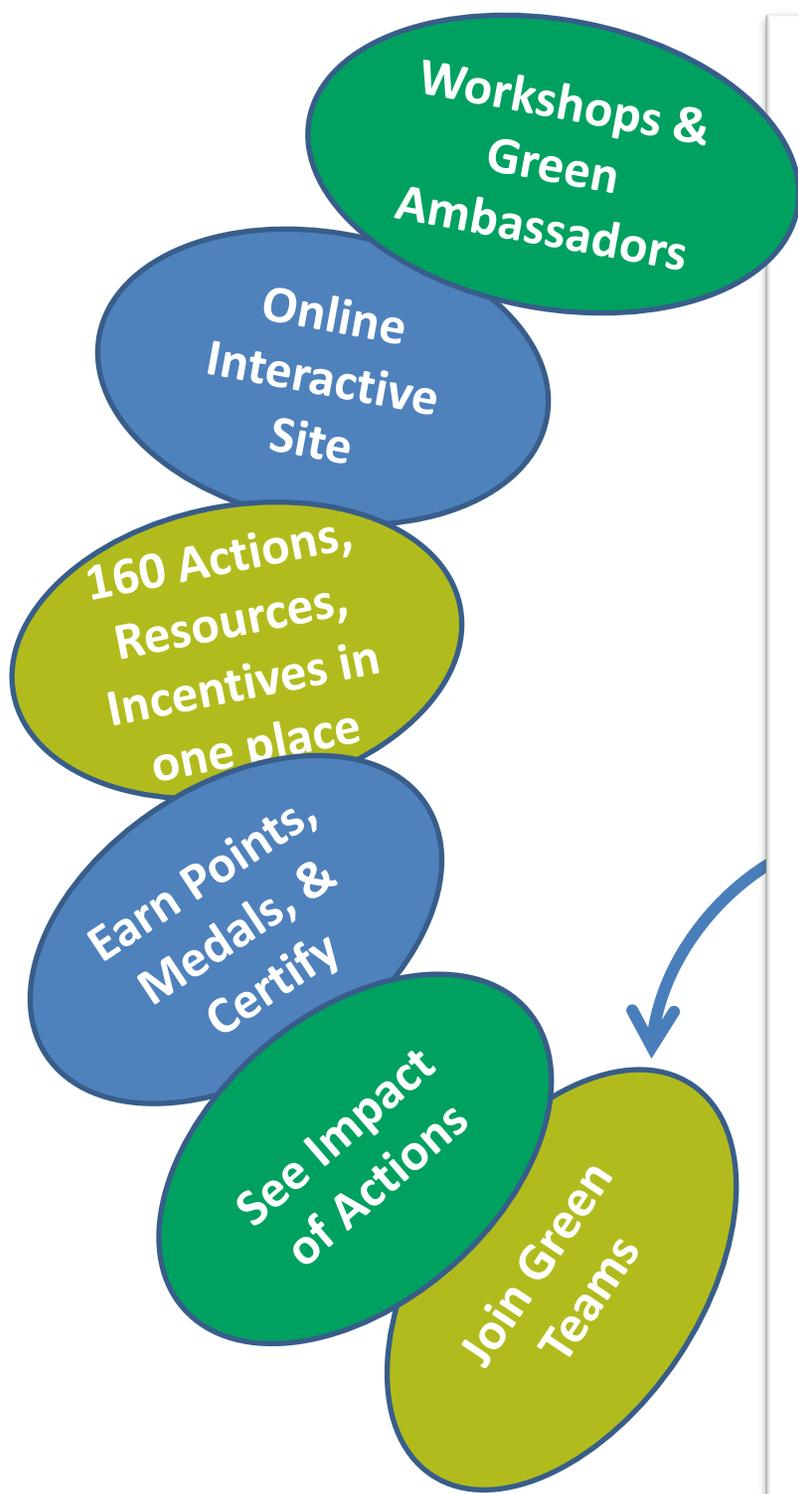 Workshops &
Green
Ambassadors
Online
Interactive
Site
160 Actions,
Resources,
Incentives in
one place
Earn Points,
Medals, &
Certify
See Impact
of Actions
Join Green
Teams